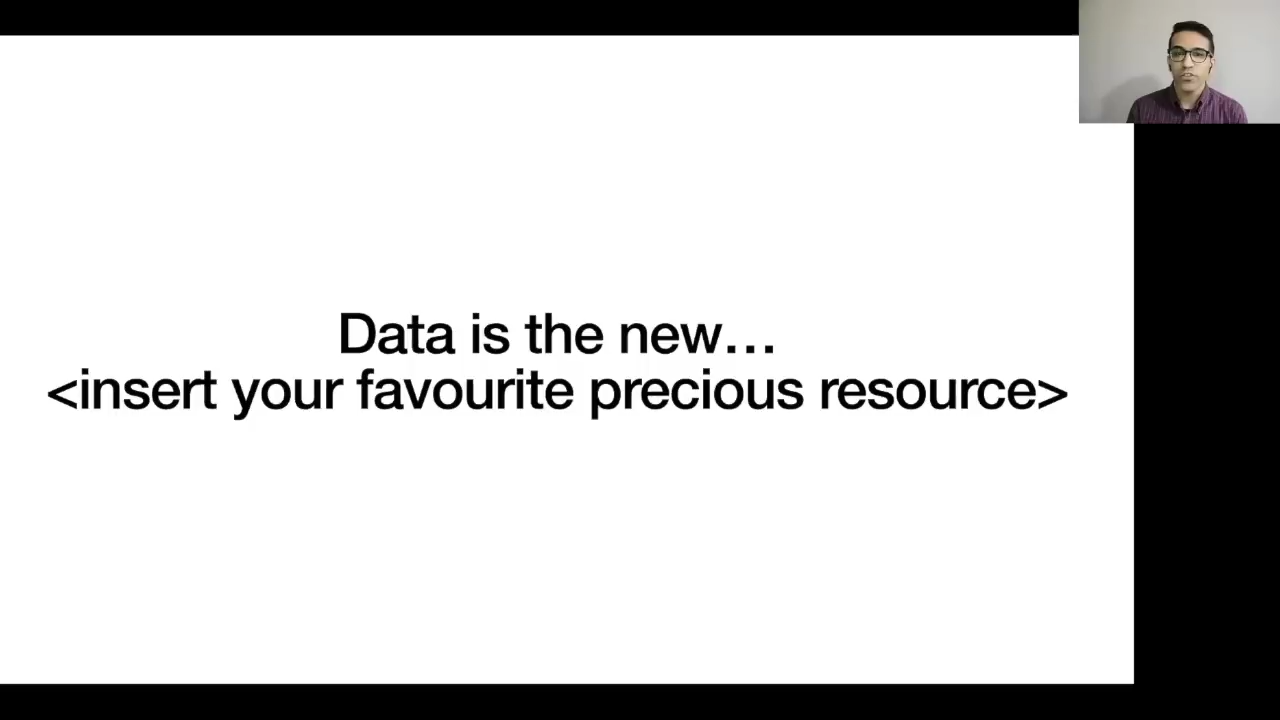 Data is the new…
<insert your favourite precious resource>